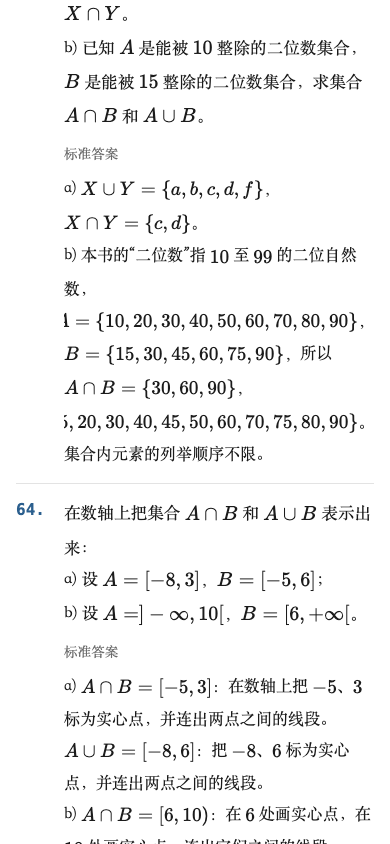 X ∩ Y。
b) 已知 A 是能被 10 整除的二位数集合，
B 是能被 15 整除的二位数集合，求集合
A ∩ B 和 A ∪ B。
标准答案
a) X ∪ Y = {a, b, c, d, f}，
X ∩ Y = {c, d}。
b) 本书的“二位数”指 10 至 99 的二位自然
数，
= {10, 20, 30, 40, 50, 60, 70, 80, 90}，
B = {15, 30, 45, 60, 75, 90}，所以
A ∩ B = {30, 60, 90}，
, 20, 30, 40, 45, 50, 60, 70, 75, 80, 90}。
集合内元素的列举顺序不限。
64. 在数轴上把集合 A ∩ B 和 A ∪ B 表示出
来：
a) 设 A = [−8, 3]，B = [−5, 6]；
b) 设 A =] − ∞, 10[，B = [6, +∞[。
标准答案
a) A ∩ B = [−5, 3]：在数轴上把 −5、3
标为实心点，并连出两点之间的线段。
A ∪ B = [−8, 6]：把 −8、6 标为实心
点，并连出两点之间的线段。
b) A ∩ B = [6, 10)：在 6 处画实心点，在